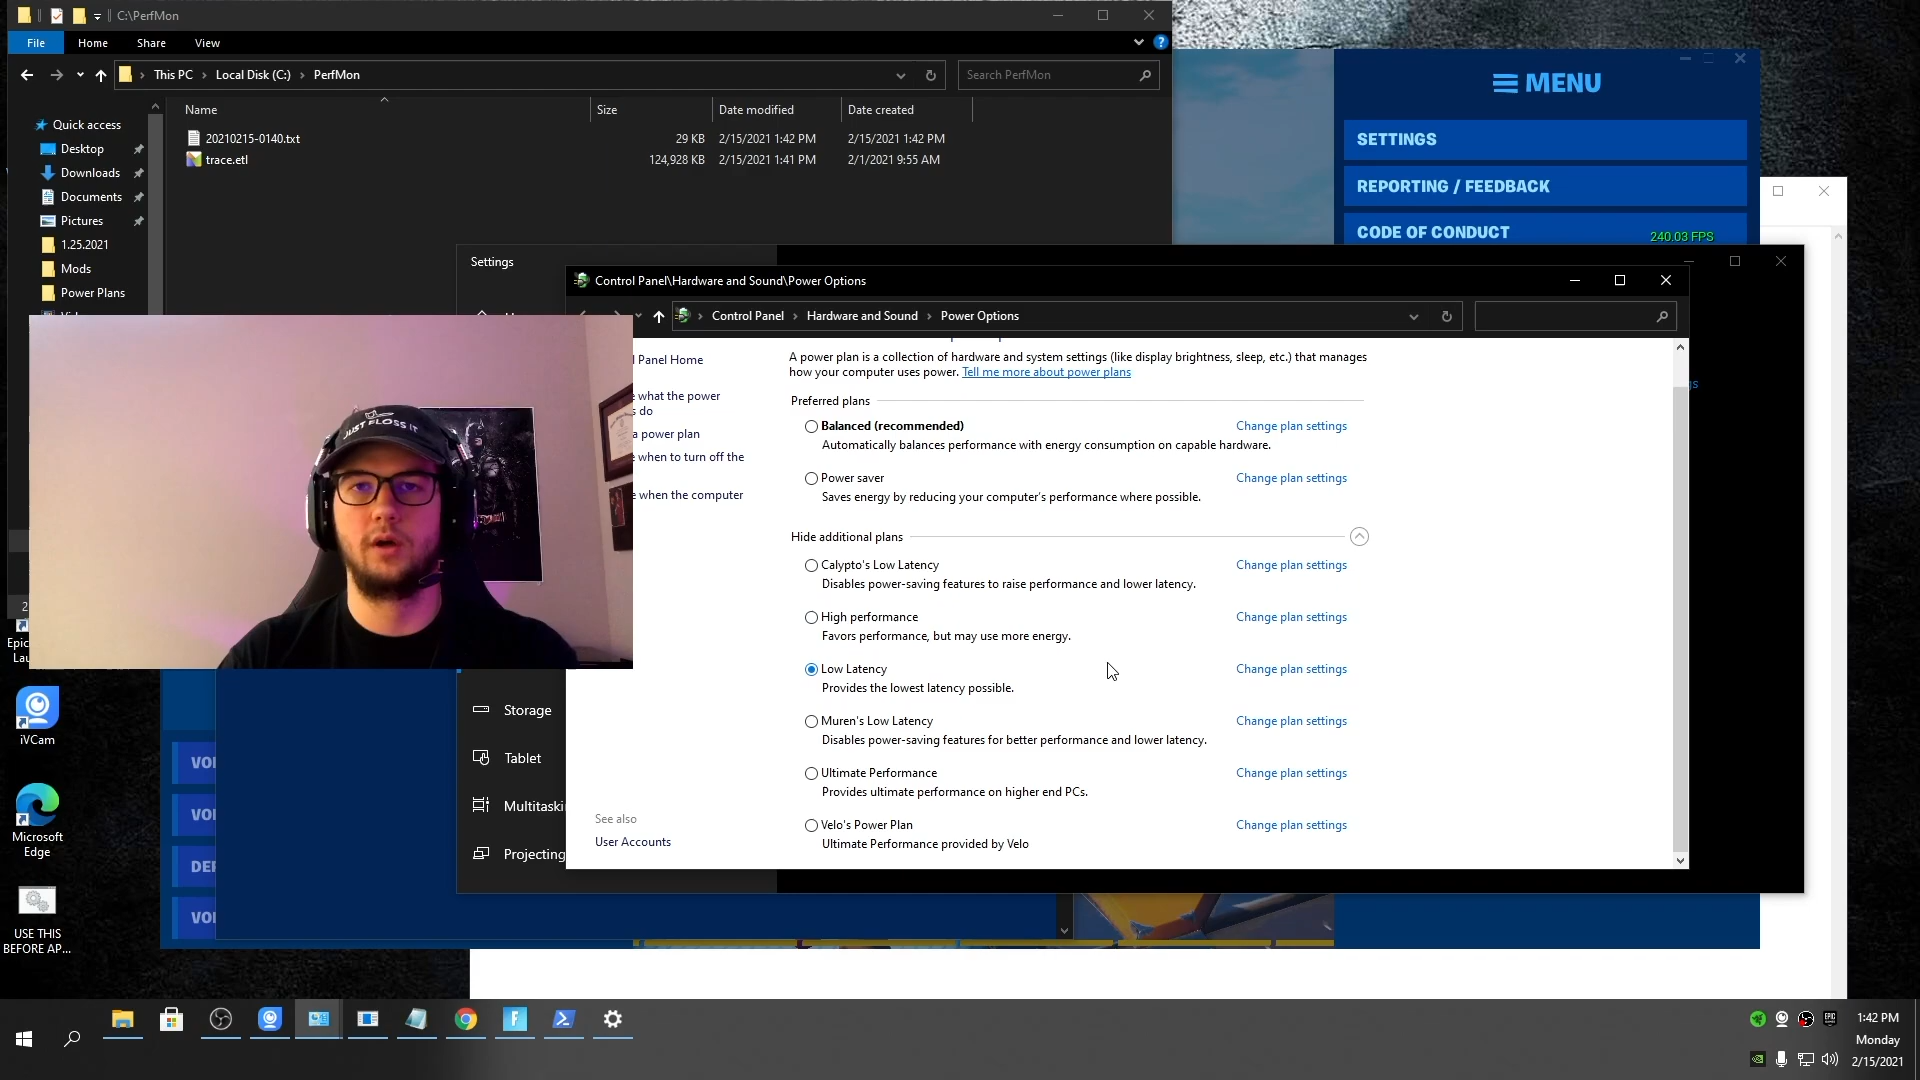 C:\PerfMon
File
Home
Share
View
This PC
Local Disk (C:)
PerfMon
Search PerfMon
Name
Size
Date modified
Date created
20210215-0140.txt
29 KB
2/15/2021 1:42 PM
2/15/2021 1:42 PM
trace.etl
124,928 KB
2/15/2021 1:41 PM
2/1/2021 9:55 AM
Quick access
Desktop
Downloads
Documents
Pictures
1.25.2021
Mods
Power Plans
MENU
SETTINGS
REPORTING / FEEDBACK
CODE OF CONDUCT
240.03 FPS
Settings
Control Panel\Hardware and Sound\Power Options
Control Panel
Hardware and Sound
Power Options
l Panel Home
e what the power
s do
a power plan
e when to turn off the
e when the computer
See also
User Accounts
A power plan is a collection of hardware and system settings (like display brightness, sleep, etc.) that manages
how your computer uses power. Tell me more about power plans
Preferred plans
Balanced (recommended)
Change plan settings
Automatically balances performance with energy consumption on capable hardware.
Power saver
Change plan settings
Saves energy by reducing your computer's performance where possible.
Hide additional plans
Calypto's Low Latency
Change plan settings
Disables power-saving features to raise performance and lower latency.
High performance
Change plan settings
Favors performance, but may use more energy.
Low Latency
Change plan settings
Provides the lowest latency possible.
Muren's Low Latency
Change plan settings
Disables power-saving features for better performance and lower latency.
Ultimate Performance
Change plan settings
Provides ultimate performance on higher end PCs.
Velo's Power Plan
Change plan settings
Ultimate Performance provided by Velo
JUST FLOSS IT
Storage
Tablet
Multitaski
Projecting
VOI
VOI
DEF
VOI
2
Epic
Lau
iVCam
Microsoft
Edge
USE THIS
BEFORE AP...
EPIC
1:42 PM
Monday
2/15/2021